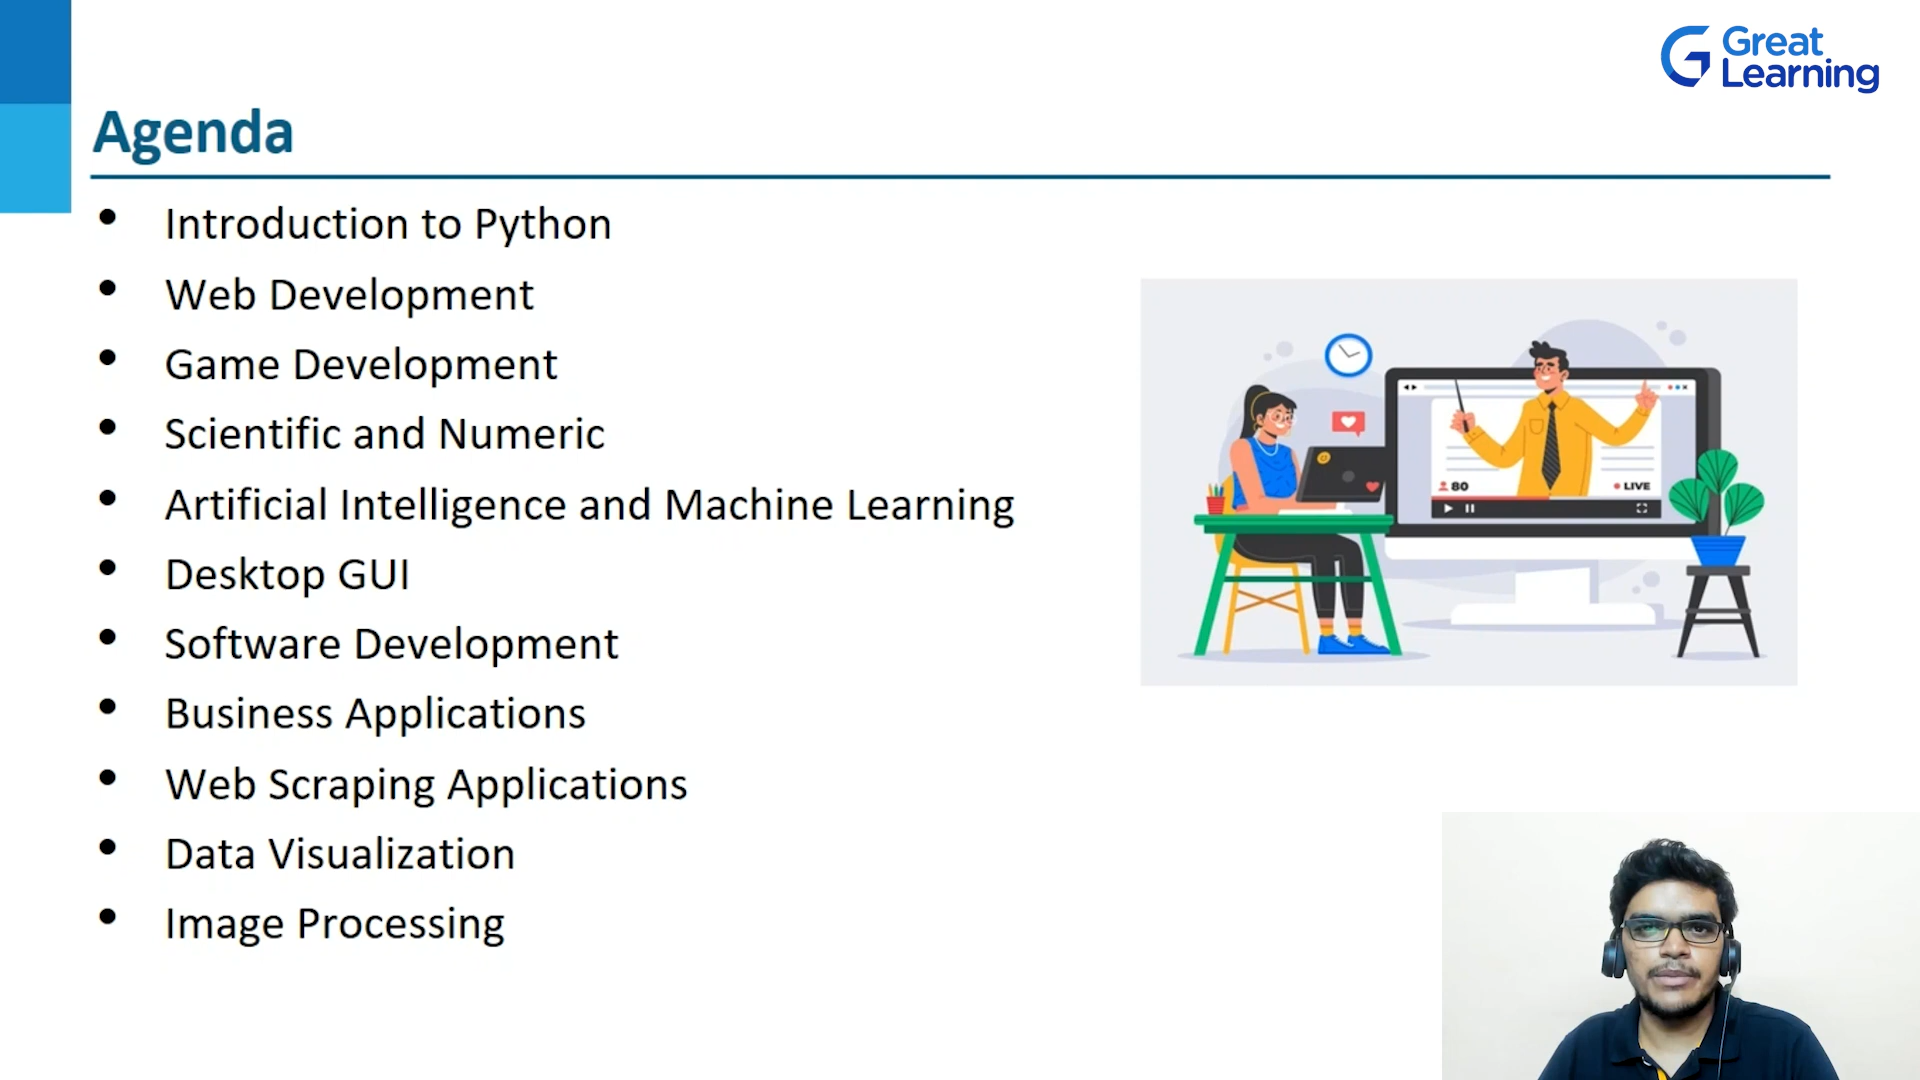 Great
Learning
Agenda
• Introduction to Python
• Web Development
• Game Development
• Scientific and Numeric
• Artificial Intelligence and Machine Learning
• Desktop GUI
• Software Development
• Business Applications
• Web Scraping Applications
• Data Visualization
• Image Processing
80
LIVE